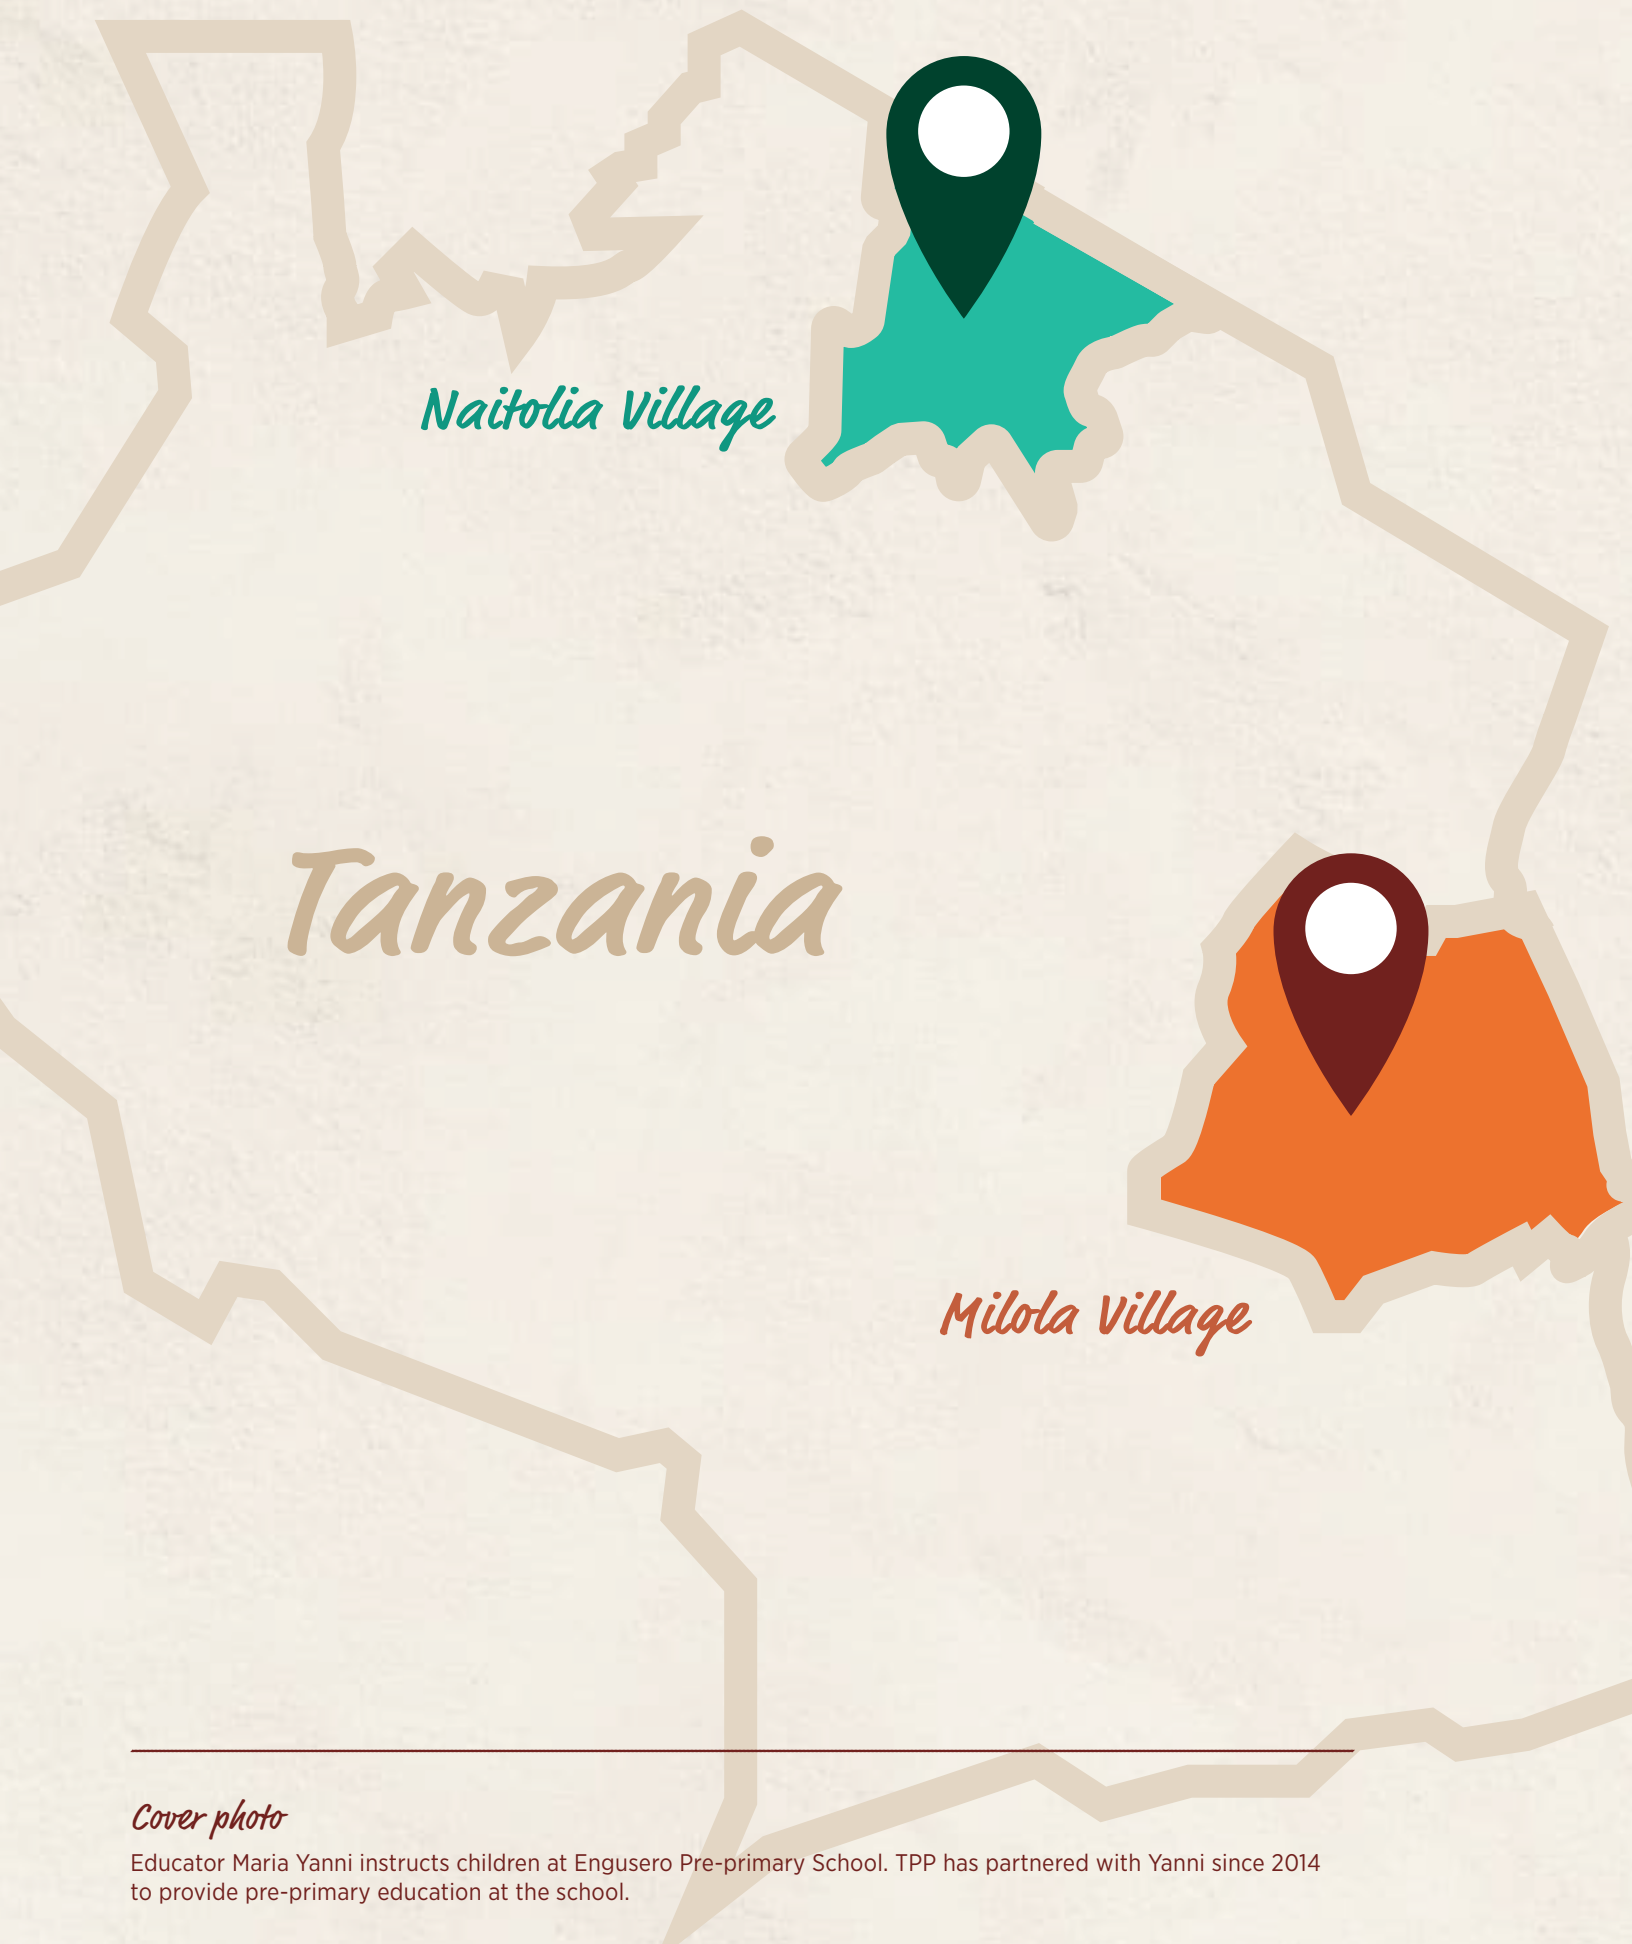 Naitolia Village
Tanzania
Milola Village
Cover photo
Educator Maria Yanni instructs children at Engusero Pre-primary School. TPP has partnered with Yanni since 2014
to provide pre-primary education at the school.